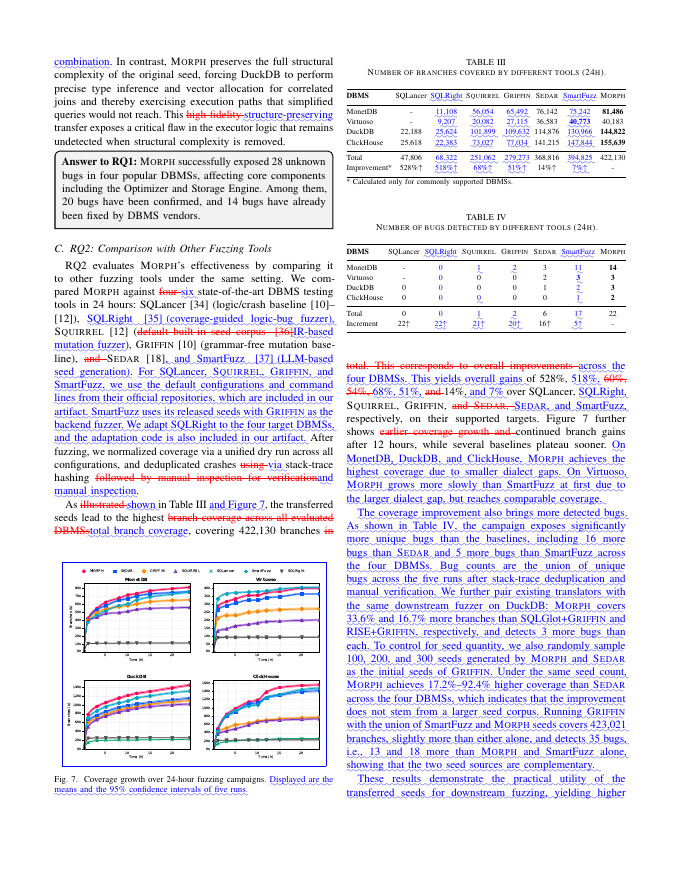 combination. In contrast, MORPH preserves the full structural
complexity of the original seed, forcing DuckDB to perform
precise type inference and vector allocation for correlated
joins and thereby exercising execution paths that simplified
queries would not reach. This high-fidelity structure-preserving
transfer exposes a critical flaw in the executor logic that remains
undetected when structural complexity is removed.
Answer to RQ1: MORPH successfully exposed 28 unknown
bugs in four popular DBMSs, affecting core components
including the Optimizer and Storage Engine. Among them,
20 bugs have been confirmed, and 14 bugs have already
been fixed by DBMS vendors.
C. RQ2: Comparison with Other Fuzzing Tools
RQ2 evaluates MORPH's effectiveness by comparing it
to other fuzzing tools under the same setting. We com-
pared MORPH against four six state-of-the-art DBMS testing
tools in 24 hours: SQLancer [34] (logic/crash baseline [10]–
[12]), SQLRight [35] (coverage-guided logic-bug fuzzer),
SQUIRREL [12] (default built-in seed corpus [36]IR-based
mutation fuzzer), GRIFFIN [10] (grammar-free mutation base-
line), and SEDAR [18], and SmartFuzz [37] (LLM-based
seed generation). For SQLancer, SQUIRREL, GRIFFIN, and
SmartFuzz, we use the default configurations and command
lines from their official repositories, which are included in our
artifact. SmartFuzz uses its released seeds with GRIFFIN as the
backend fuzzer. We adapt SQLRight to the four target DBMSs,
and the adaptation code is also included in our artifact. After
fuzzing, we normalized coverage via a unified dry run across all
configurations, and deduplicated crashes using via stack-trace
hashing followed by manual inspection for verificationand
manual inspection.
As illustrated shown in Table III and Figure 7, the transferred
seeds lead to the highest branch coverage across all evaluated
DBMSstotal branch coverage, covering 422,130 branches in
MORPH SEDAR GRIFFIN SQUIRREL SQLancer SmartFuzz SQLRight
MonetDB
Virtuoso
DuckDB
ClickHouse
Time (h)
Fig. 7. Coverage growth over 24-hour fuzzing campaigns. Displayed are the
means and the 95% confidence intervals of five runs.
TABLE III
NUMBER OF BRANCHES COVERED BY DIFFERENT TOOLS (24H).
DBMS SQLancer SQLRight SQUIRREL GRIFFIN SEDAR SmartFuzz MORPH
MonetDB - 11,108 56,054 65,492 76,142 75,242 81,486
Virtuoso - 9,207 20,082 27,115 36,583 40,773 40,183
DuckDB 22,188 25,624 101,899 109,632 114,876 130,966 144,822
ClickHouse 25,618 22,383 73,027 77,034 141,215 147,844 155,639
Total 47,806 68,322 251,062 279,273 368,816 394,825 422,130
Improvement* 528%↑ 518%↑ 68%↑ 51%↑ 14%↑ 7%↑ -
* Calculated only for commonly supported DBMSs.
TABLE IV
NUMBER OF BUGS DETECTED BY DIFFERENT TOOLS (24H).
DBMS SQLancer SQLRight SQUIRREL GRIFFIN SEDAR SmartFuzz MORPH
MonetDB - 0 1 2 3 11 14
Virtuoso - 0 0 0 2 3 3
DuckDB 0 0 0 0 1 2 3
ClickHouse 0 0 0 0 0 1 2
Total 0 0 1 2 6 17 22
Increment 22↑ 22↑ 21↑ 20↑ 16↑ 5↑ -
total. This corresponds to overall improvements across the
four DBMSs. This yields overall gains of 528%, 518%, 60%,
54%, 68%, 51%, and 14%, and 7% over SQLancer, SQLRight,
SQUIRREL, GRIFFIN, and SEDAR, SEDAR, and SmartFuzz,
respectively, on their supported targets. Figure 7 further
shows earlier coverage growth and continued branch gains
after 12 hours, while several baselines plateau sooner. On
MonetDB, DuckDB, and ClickHouse, MORPH achieves the
highest coverage due to smaller dialect gaps. On Virtuoso,
MORPH grows more slowly than SmartFuzz at first due to
the larger dialect gap, but reaches comparable coverage.
The coverage improvement also brings more detected bugs.
As shown in Table IV, the campaign exposes significantly
more unique bugs than the baselines, including 16 more
bugs than SEDAR and 5 more bugs than SmartFuzz across
the four DBMSs. Bug counts are the union of unique
bugs across the five runs after stack-trace deduplication and
manual verification. We further pair existing translators with
the same downstream fuzzer on DuckDB; MORPH covers
33.6% and 16.7% more branches than SQLGlot+GRIFFIN and
RISE+GRIFFIN, respectively, and detects 3 more bugs than
each. To control for seed quantity, we also randomly sample
100, 200, and 300 seeds generated by MORPH and SEDAR
as the initial seeds of GRIFFIN. Under the same seed count,
MORPH achieves 17.2%–92.4% higher coverage than SEDAR
across the four DBMSs, which indicates that the improvement
does not stem from a larger seed corpus. Running GRIFFIN
with the union of SmartFuzz and MORPH seeds covers 423,021
branches, slightly more than either alone, and detects 35 bugs,
i.e., 13 and 18 more than MORPH and SmartFuzz alone,
showing that the two seed sources are complementary.
These results demonstrate the practical utility of the
transferred seeds for downstream fuzzing, yielding higher